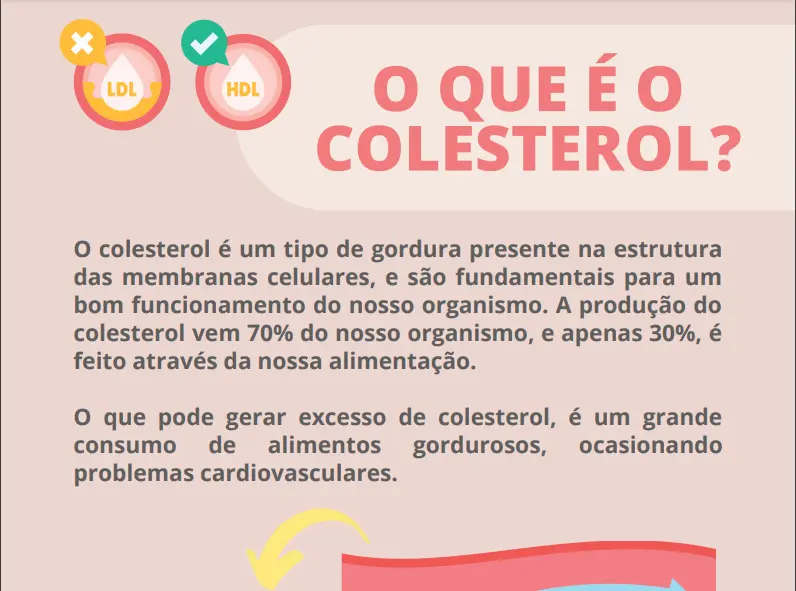 LDL
HDL
O QUE É O
COLESTEROL?
O colesterol é um tipo de gordura presente na estrutura
das membranas celulares, e são fundamentais para um
bom funcionamento do nosso organismo. A produção do
colesterol vem 70% do nosso organismo, e apenas 30%, é
feito através da nossa alimentação.
O que pode gerar excesso de colesterol, é um grande
consumo de alimentos gordurosos, ocasionando
problemas cardiovasculares.